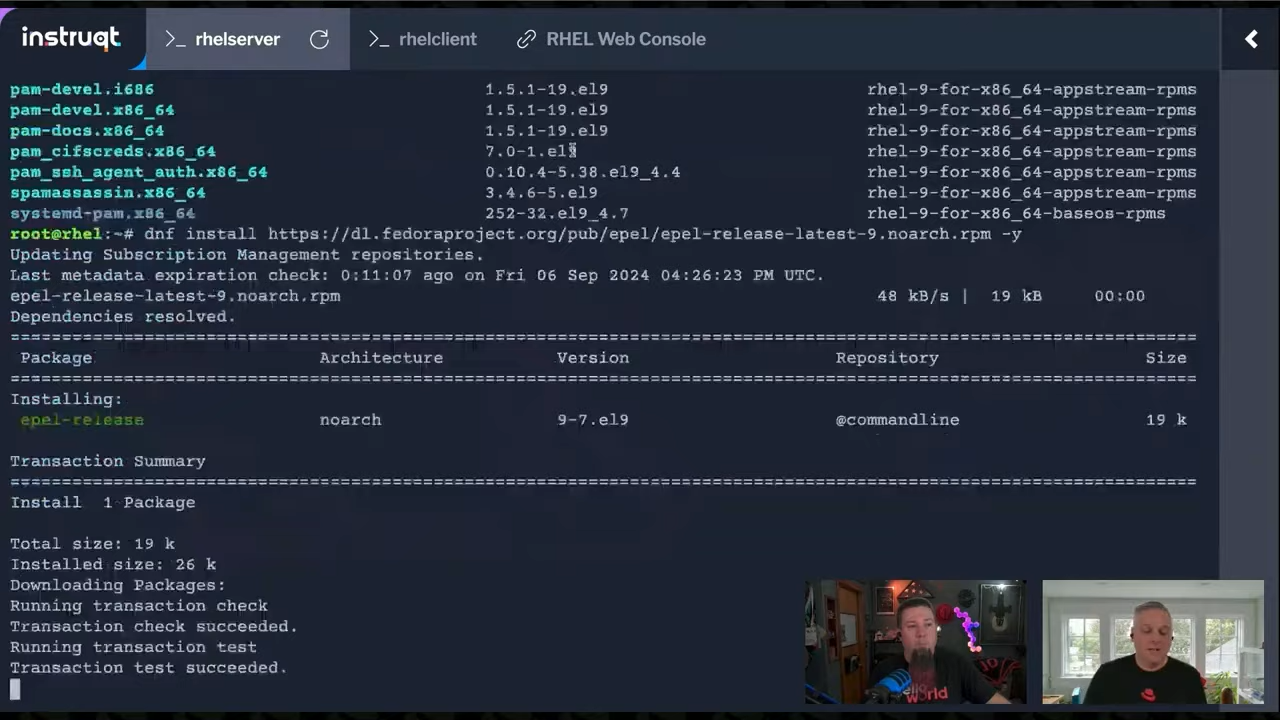 instruqt >_ rhelserver >_ rhelclient RHEL Web Console
pam-devel.i686 1.5.1-19.el9 rhel-9-for-x86_64-appstream-rpms
pam-devel.x86_64 1.5.1-19.el9 rhel-9-for-x86_64-appstream-rpms
pam-docs.x86_64 1.5.1-19.el9 rhel-9-for-x86_64-appstream-rpms
pam_cifscreds.x86_64 7.0-1.el9 rhel-9-for-x86_64-appstream-rpms
pam_ssh_agent_auth.x86_64 0.10.4-5.38.el9_4.4 rhel-9-for-x86_64-appstream-rpms
spamassassin.x86_64 3.4.6-5.el9 rhel-9-for-x86_64-appstream-rpms
systemd-pam.x86_64 252-32.el9_4.7 rhel-9-for-x86_64-baseos-rpms
root@rhel:~# dnf install https://dl.fedoraproject.org/pub/epel/epel-release-latest-9.noarch.rpm -y
Updating Subscription Management repositories.
Last metadata expiration check: 0:11:07 ago on Fri 06 Sep 2024 04:26:23 PM UTC.
epel-release-latest-9.noarch.rpm 48 kB/s | 19 kB 00:00
Dependencies resolved.
Package Architecture Version Repository Size
Installing:
epel-release noarch 9-7.el9 @commandline 19 k
Transaction Summary
Install 1 Package
Total size: 19 k
Installed size: 26 k
Downloading Packages:
Running transaction check
Transaction check succeeded.
Running transaction test
Transaction test succeeded.
world